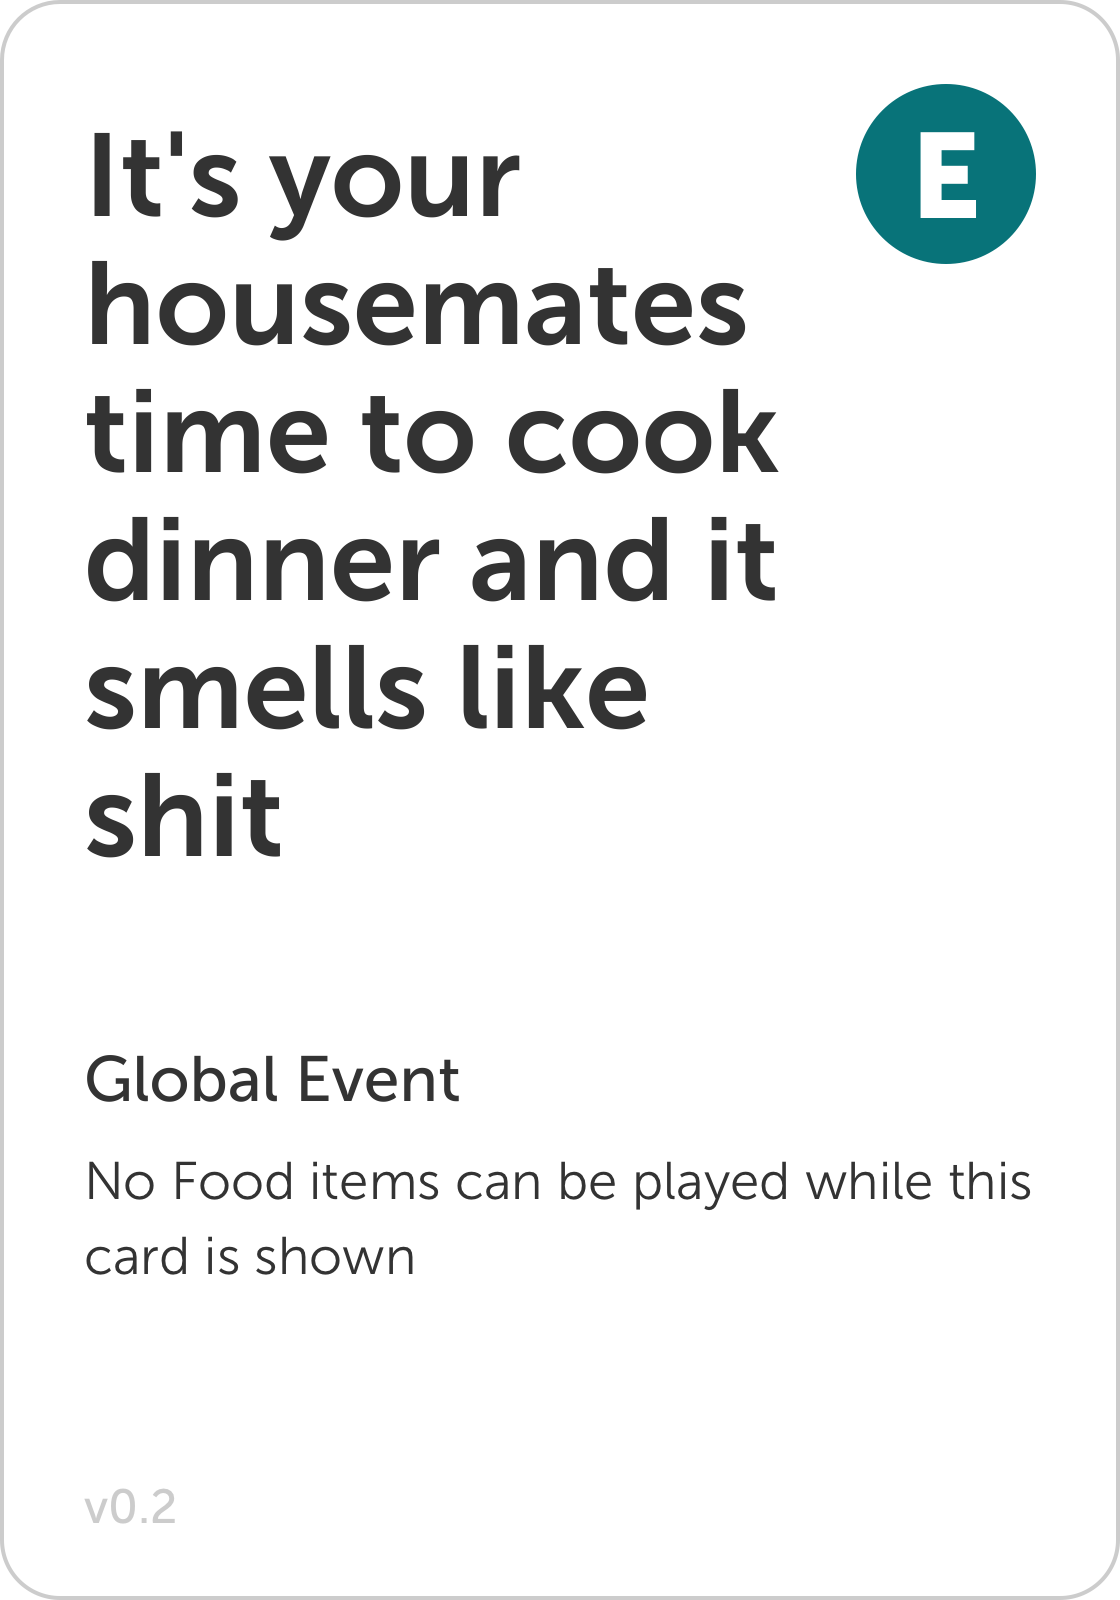 It's your
E
housemates
time to cook
dinner and it
smells like
shit
Global Event
No Food items can be played while this
card is shown
v0.2